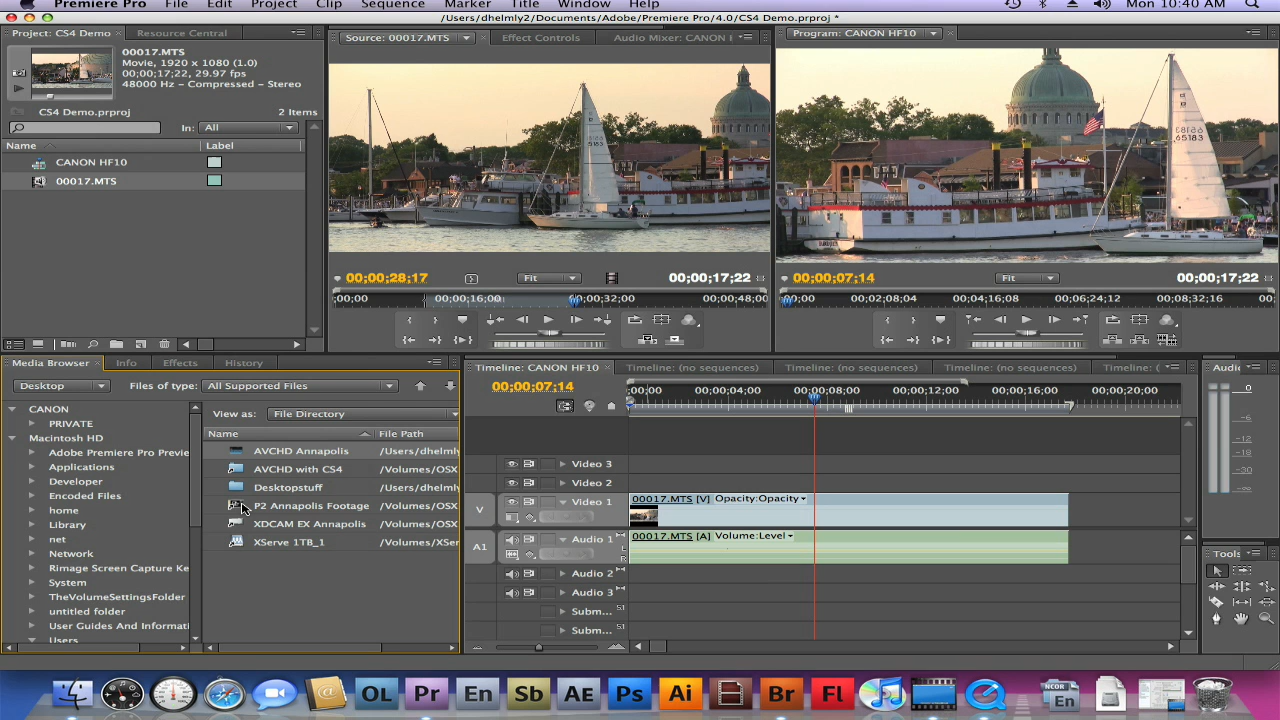 Premiere Pro File Edit Project Clip Sequence Marker Title Window Help Mon 10:40 AM
/Users/dhelmly2/Documents/Adobe/Premiere Pro/4.0/CS4 Demo.prproj *
Project: CS4 Demo Resource Central
00017.MTS
Movie, 1920 x 1080 (1.0)
00;00;17;22, 29.97 fps
48000 Hz - Compressed - Stereo
CS4 Demo.prproj 2 Items
In: All
Name Label
CANON HF10
00017.MTS
Source: 00017.MTS Effect Controls Audio Mixer: CANON I
00;00;28;17 Fit 00;00;17;22
;00;00 00;00;16;00 00;00;32;00 00;00;48;00
Program: CANON HF10
65183
00;00;07;14 Fit 00;00;17;22
;00;00 00;02;08;04 00;04;16;08 00;06;24;12 00;08;32;16
Media Browser Info Effects History
Desktop Files of type: All Supported Files
CANON
PRIVATE
Macintosh HD
Adobe Premiere Pro Previe
Applications
Developer
Encoded Files
home
Library
net
Network
Rimage Screen Capture Ke
System
TheVolumeSettingsFolder
untitled folder
User Guides And Informati
Users
View as: File Directory
Name File Path
AVCHD Annapolis /Users/dhelmly
AVCHD with CS4 /Volumes/OSX
Desktopstuff /Users/dhelmly
P2 Annapolis Footage /Volumes/OSX
XDCAM EX Annapolis /Volumes/OSX
XServe 1TB_1 /Volumes/XSer
Timeline: CANON HF10 Timeline: (no sequences) Timeline: (no sequences) Timeline: (no sequences) Timeline: (
00;00;07;14
;00;00 00;00;04;00 00;00;08;00 00;00;12;00 00;00;16;00 00;00;20;00
Video 3
Video 2
V Video 1 00017.MTS [V] Opacity:Opacity
A1 Audio 1 L R 00017.MTS [A] Volume:Level
Audio 2
Audio 3
Subm... 5.1
Subm... 5.1
Audio
0
-6
-12
-18
-30
Tools
OL Pr En Sb AE Ps Ai Br Fl NCOR En